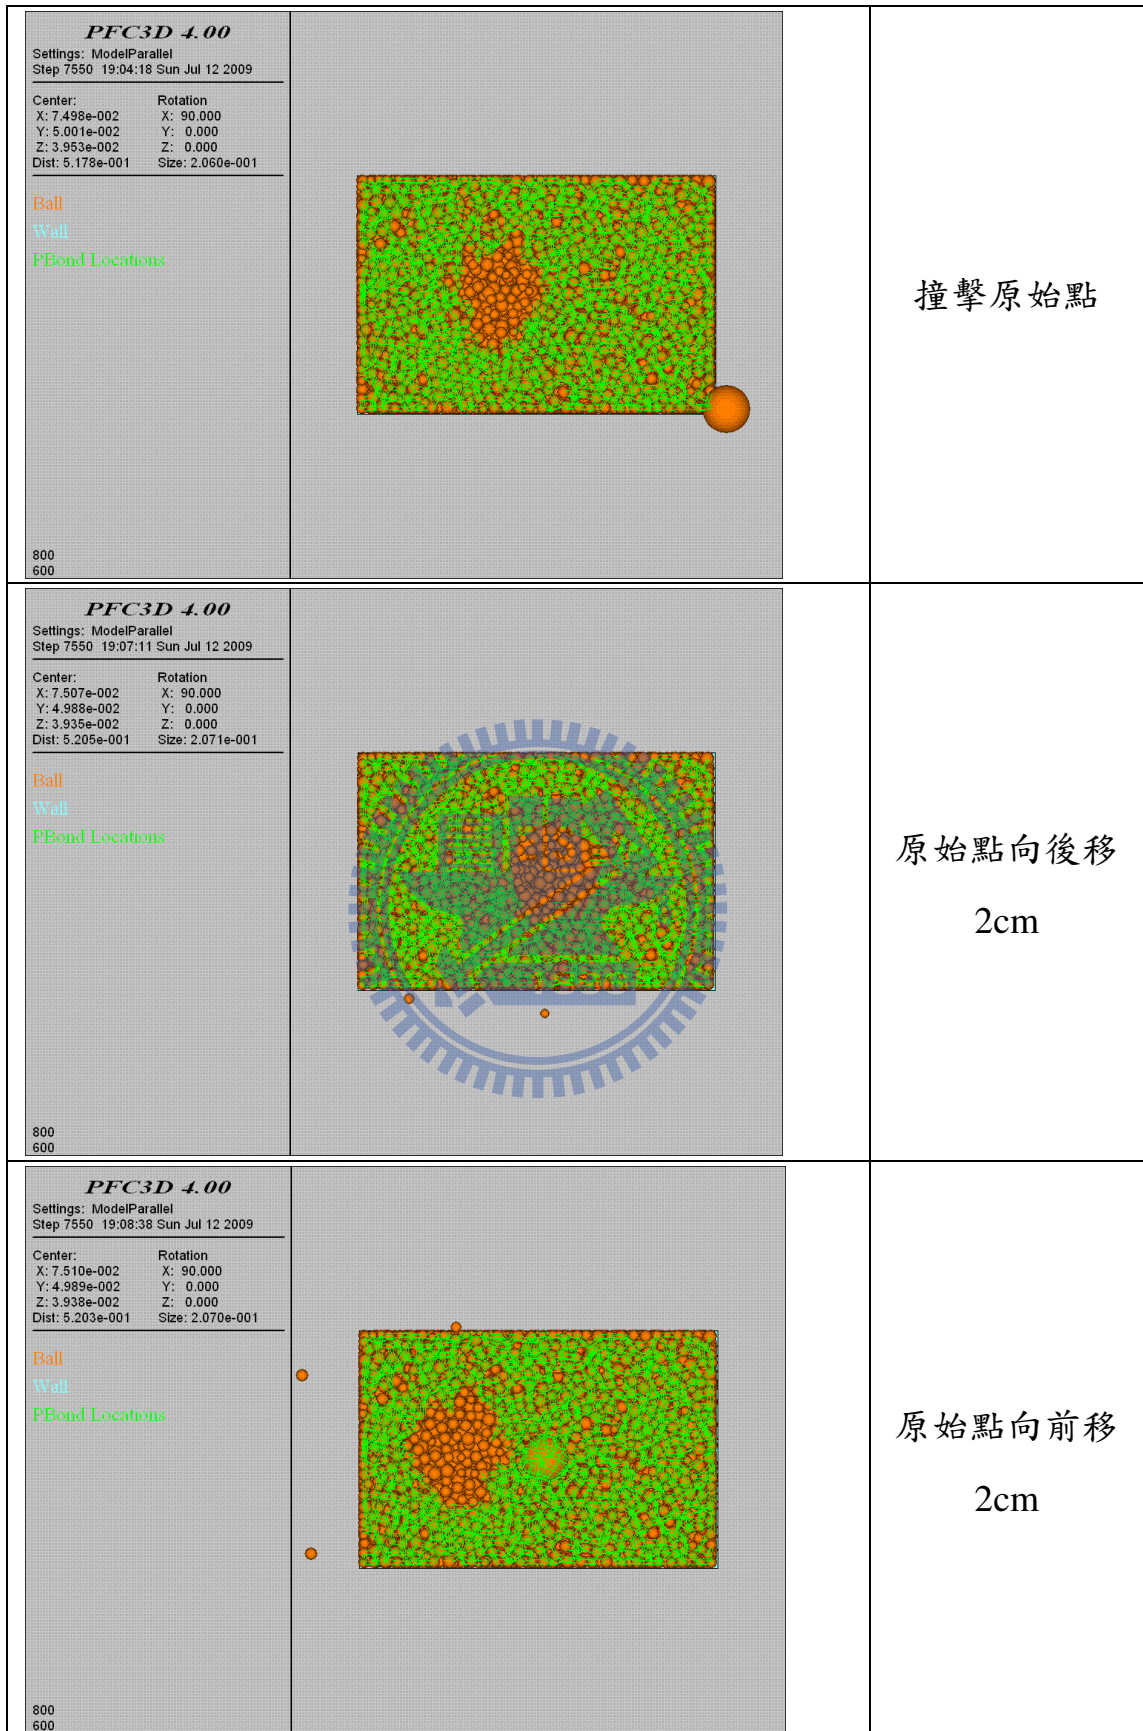 PFC3D 4.00
Settings: ModelParallel
Step 7550 19:04:18 Sun Jul 12 2009
Center: Rotation
X: 7.498e-002 X: 90.000
Y: 5.001e-002 Y: 0.000
Z: 3.953e-002 Z: 0.000
Dist: 5.178e-001 Size: 2.060e-001
Ball
Wall
PBond Locations
800
600
撞擊原始點
PFC3D 4.00
Settings: ModelParallel
Step 7550 19:07:11 Sun Jul 12 2009
Center: Rotation
X: 7.507e-002 X: 90.000
Y: 4.988e-002 Y: 0.000
Z: 3.935e-002 Z: 0.000
Dist: 5.205e-001 Size: 2.071e-001
Ball
Wall
PBond Locations
800
600
原始點向後移
2cm
PFC3D 4.00
Settings: ModelParallel
Step 7550 19:08:38 Sun Jul 12 2009
Center: Rotation
X: 7.510e-002 X: 90.000
Y: 4.989e-002 Y: 0.000
Z: 3.938e-002 Z: 0.000
Dist: 5.203e-001 Size: 2.070e-001
Ball
Wall
PBond Locations
800
600
原始點向前移
2cm